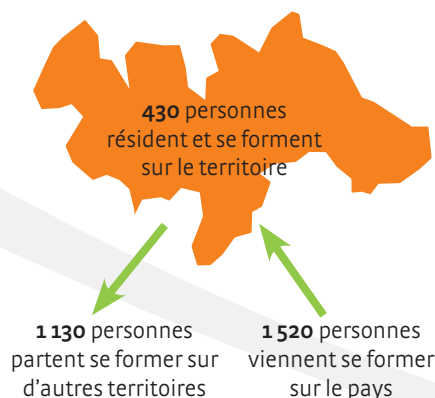 430 personnes
résident et se forment
sur le territoire
1 130 personnes
partent se former sur
d'autres territoires
1 520 personnes
viennent se former
sur le pays